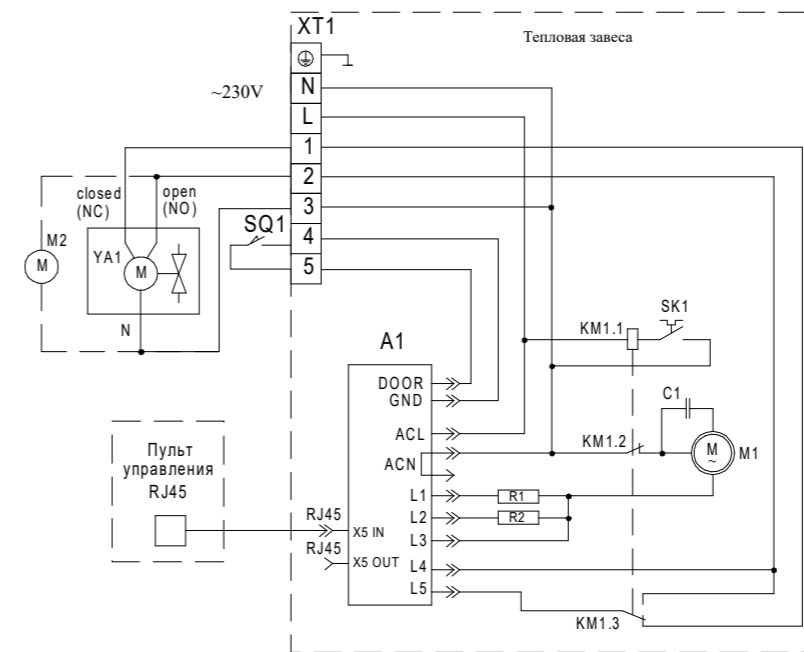 XT1
Тепловая завеса
~230V
N
L
1
2
3
4
5
closed
(NC)
open
(NO)
SQ1
M2
M
YA1
M
N
A1
SK1
KM1.1
DOOR
GND
C1
ACL
KM1.2
M
~
M1
ACN
Пульт
управления
RJ45
L1
R1
L2
R2
RJ45
X5 IN
L3
RJ45
X5 OUT
L4
L5
KM1.3